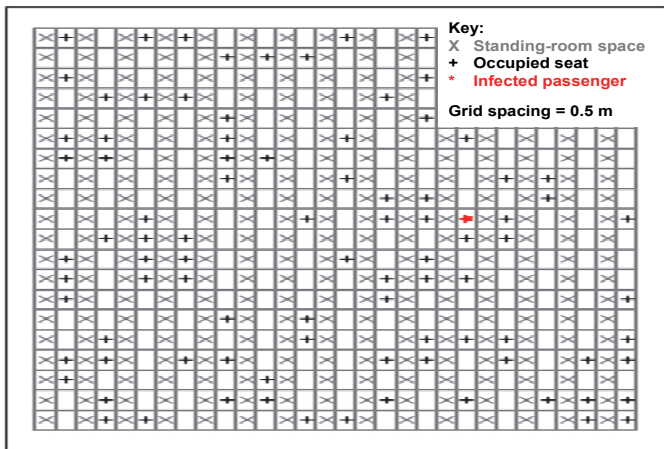 Key:
X Standing-room space
+ Occupied seat
* Infected passenger
Grid spacing = 0.5 m